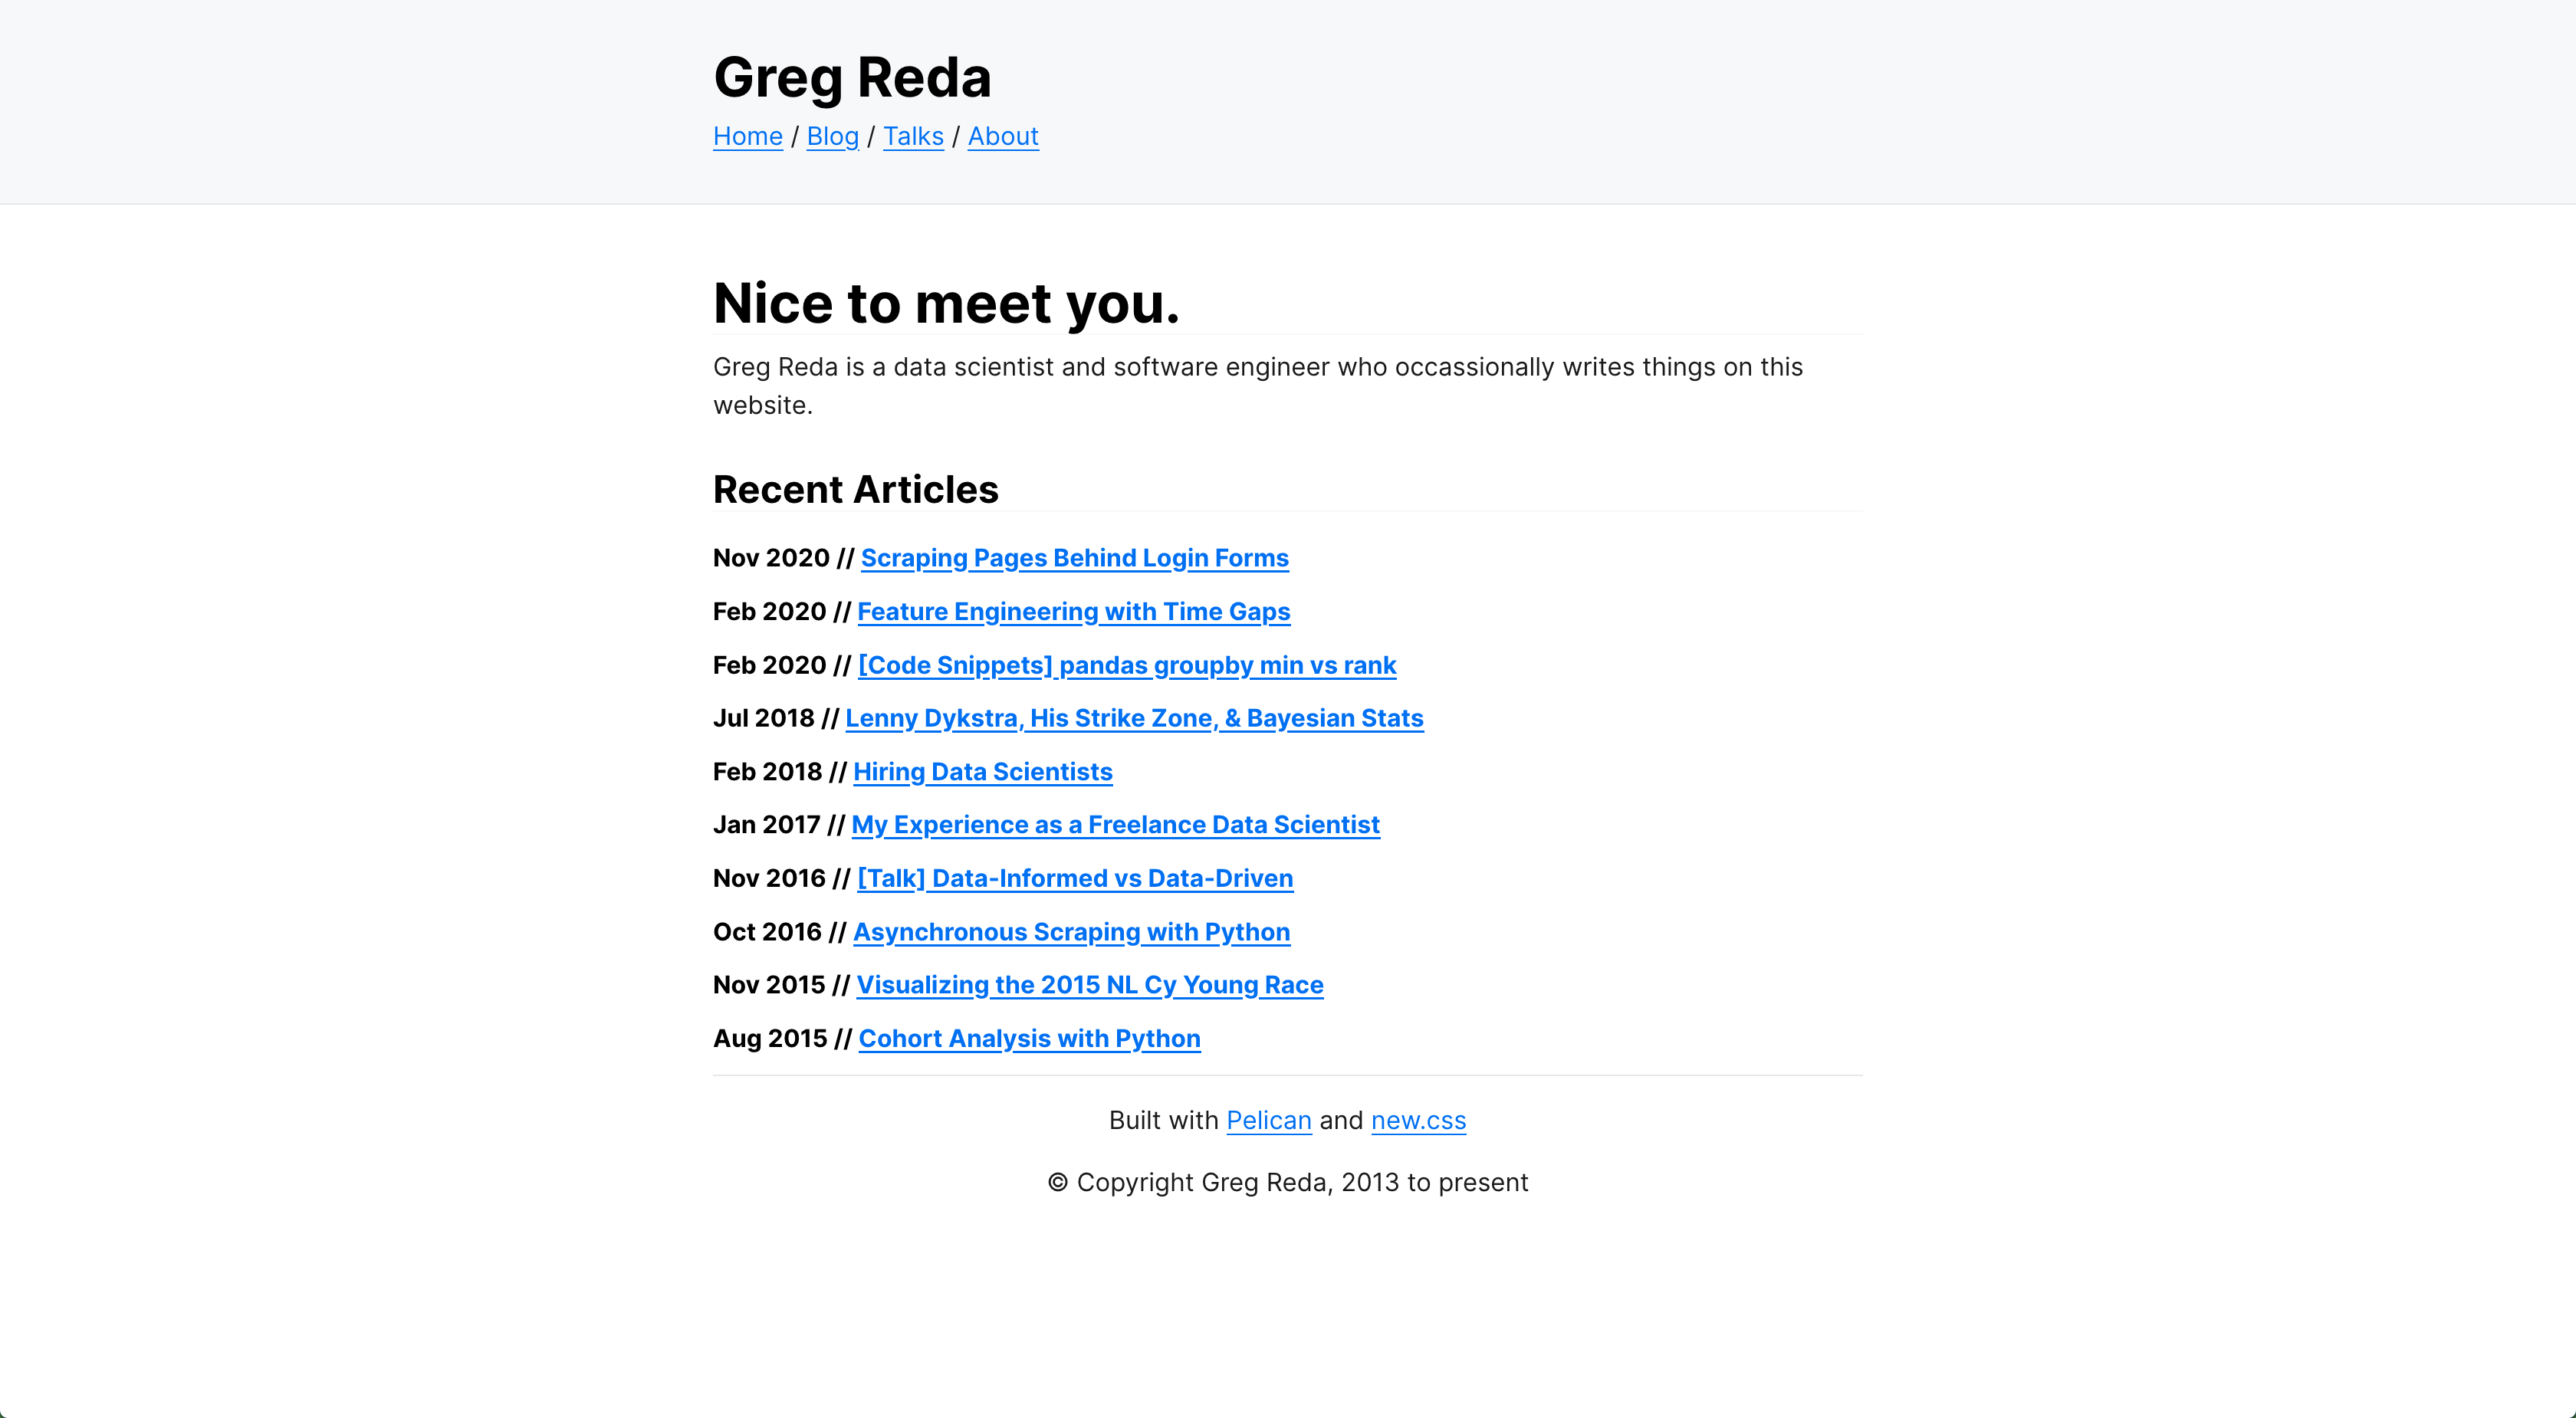 Greg Reda
Home / Blog / Talks / About
Nice to meet you.
Greg Reda is a data scientist and software engineer who occassionally writes things on this
website.
Recent Articles
Nov 2020 // Scraping Pages Behind Login Forms
Feb 2020 // Feature Engineering with Time Gaps
Feb 2020 // [Code Snippets] pandas groupby min vs rank
Jul 2018 // Lenny Dykstra, His Strike Zone, & Bayesian Stats
Feb 2018 // Hiring Data Scientists
Jan 2017 // My Experience as a Freelance Data Scientist
Nov 2016 // [Talk] Data-Informed vs Data-Driven
Oct 2016 // Asynchronous Scraping with Python
Nov 2015 // Visualizing the 2015 NL Cy Young Race
Aug 2015 // Cohort Analysis with Python
Built with Pelican and new.css
© Copyright Greg Reda, 2013 to present